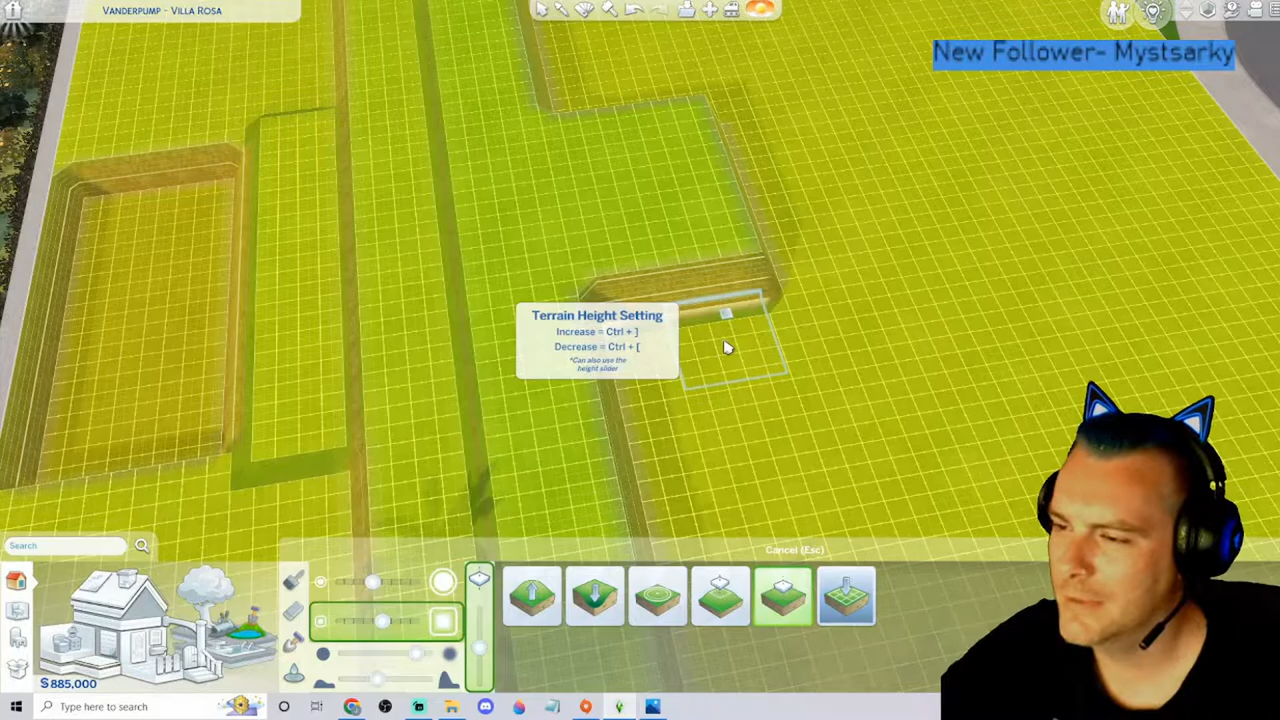 VANDERPUMP - VILLA ROSA
New Follower- Mystsarky
Terrain Height Setting
Increase = Ctrl + ]
Decrease = Ctrl + [
*Can also use the
height slider
Cancel (Esc)
Search
$885,000
Type here to search